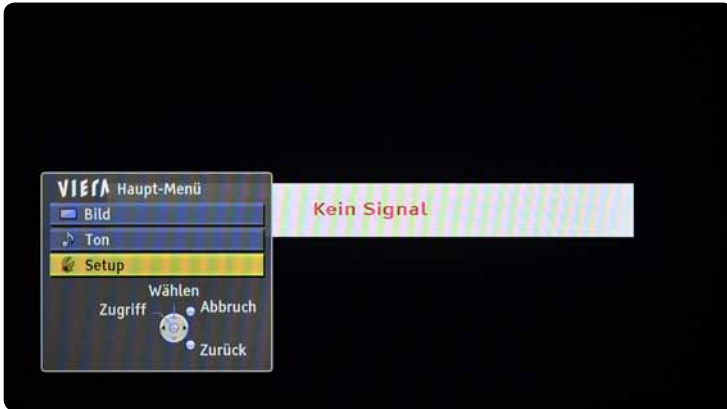 VIERA Haupt-Menü
Bild
Ton
Setup
Wählen
Zugriff
Abbruch
Zurück
Kein Signal